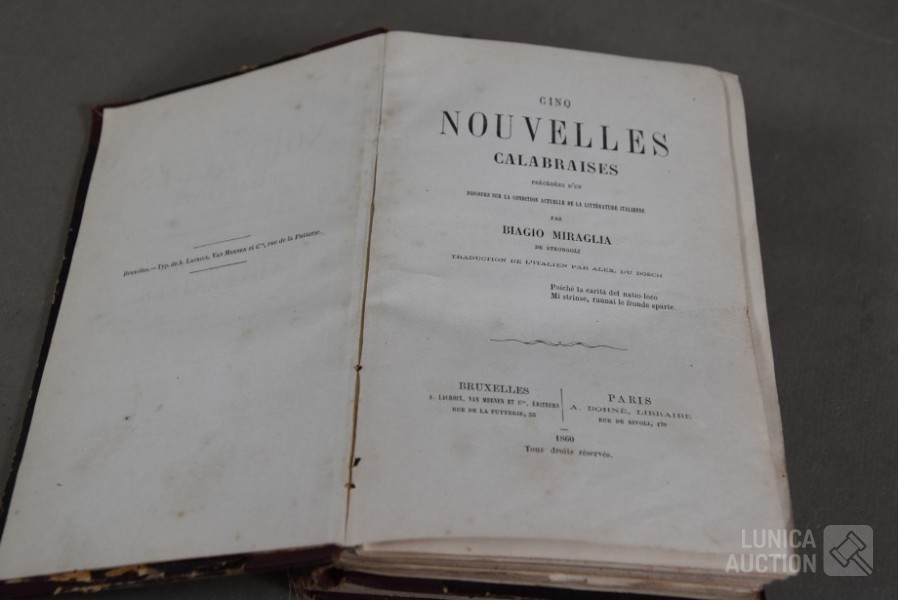 Bruxelles. — Typ. de A. Lacroix, Van Meenen et Cie, rue de la Putterie.
CINQ
NOUVELLES
CALABRAISES
PRÉCÉDÉES D'UN
DISCOURS SUR LA CONDITION ACTUELLE DE LA LITTÉRATURE ITALIENNE
PAR
BIAGIO MIRAGLIA
DE STRONGOLI
TRADUCTION DE L'ITALIEN PAR ALEX. DU BOSCH
Poichè la carità del natio loco
Mi strinse, raunai le fronde sparte.
BRUXELLES
A. LACROIX, VAN MEENEN ET Cie, ÉDITEURS
RUE DE LA PUTTERIE, 33
PARIS
A. BOHNÉ, LIBRAIRE
RUE DE RIVOLI, 170
1860
Tous droits réservés.
LUNICA
AUCTION